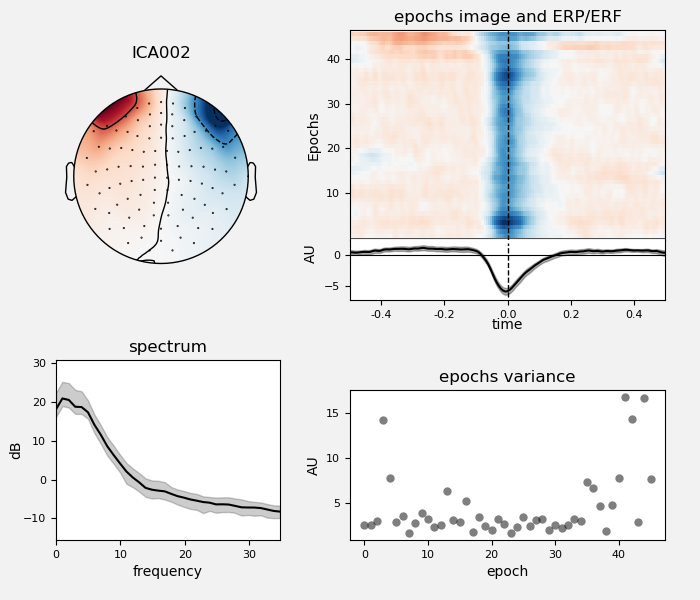 ICA002
epochs image and ERP/ERF
Epochs
40
30
20
10
AU
0
−5
-0.4
-0.2
0.0
0.2
0.4
time
spectrum
dB
30
20
10
0
−10
0
10
20
30
frequency
epochs variance
AU
15
10
5
0
10
20
30
40
epoch